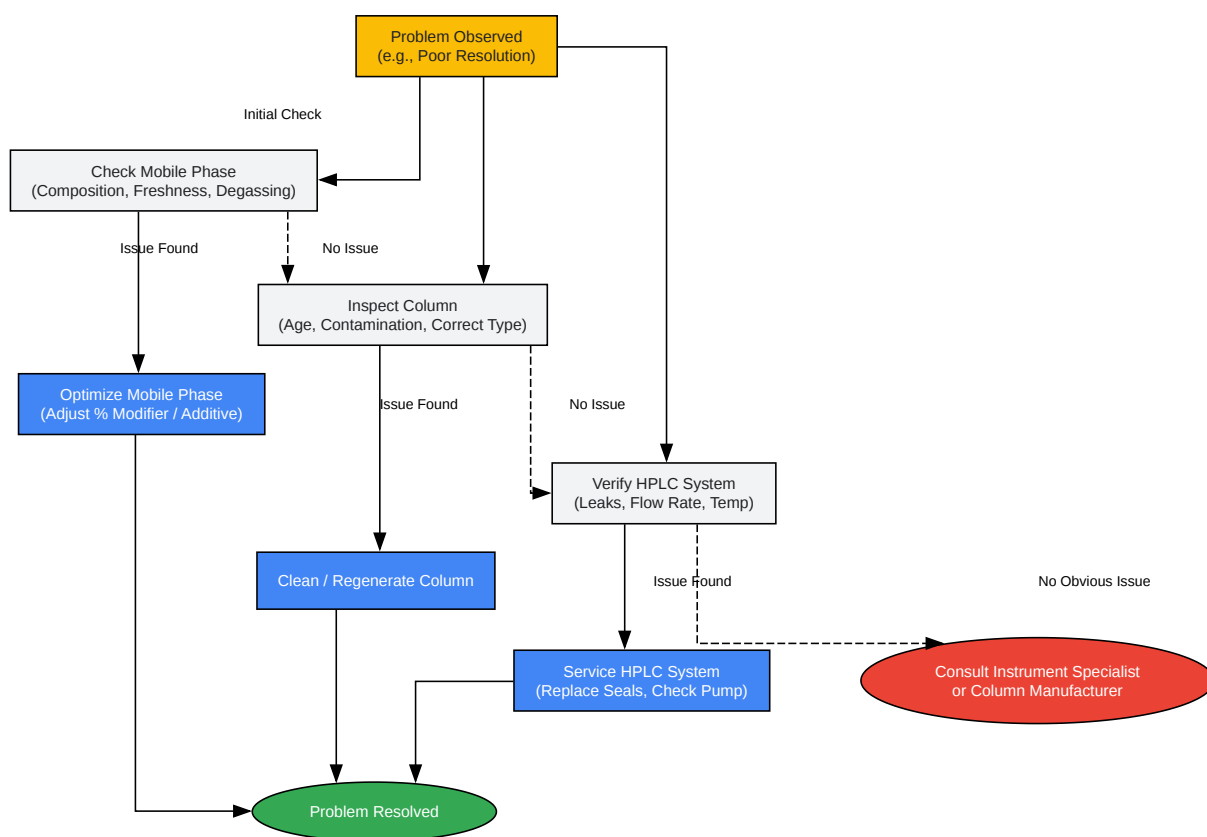 Problem Observed
(e.g., Poor Resolution)
Initial Check
Check Mobile Phase
(Composition, Freshness, Degassing)
Issue Found
No Issue
Inspect Column
(Age, Contamination, Correct Type)
Optimize Mobile Phase
(Adjust % Modifier / Additive)
Issue Found
No Issue
Verify HPLC System
(Leaks, Flow Rate, Temp)
Clean / Regenerate Column
Issue Found
No Obvious Issue
Service HPLC System
(Replace Seals, Check Pump)
Consult Instrument Specialist
or Column Manufacturer
Problem Resolved